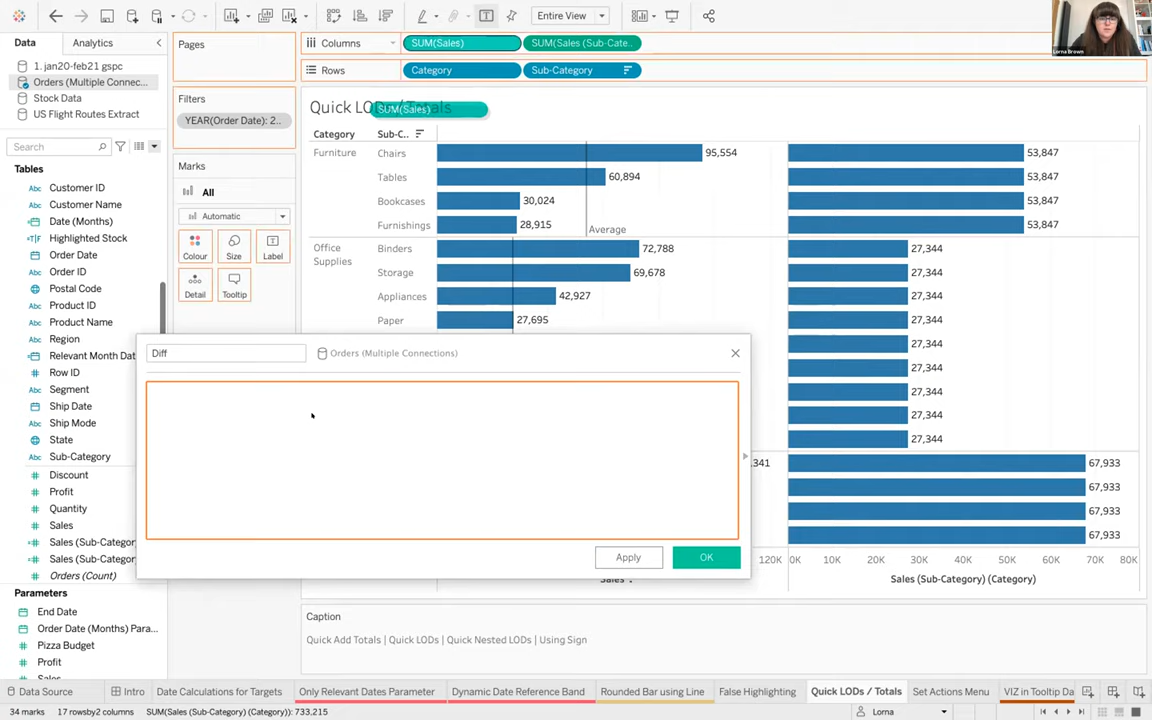 Entire View
Lorna Brown
Data
Analytics
Pages
Columns
SUM(Sales)
SUM(Sales (Sub-Cate..
1. jan20-feb21 gspc
Orders (Multiple Connec...
Stock Data
US Flight Routes Extract
Rows
Category
Sub-Category
Filters
YEAR(Order Date): 2...
Quick LODs / Totals
SUM(Sales)
Search
Category
Sub-C..
Tables
Marks
All
Automatic
Colour
Size
Label
Detail
Tooltip
Customer ID
Customer Name
Date (Months)
Highlighted Stock
Order Date
Order ID
Postal Code
Product ID
Product Name
Region
Relevant Month Dat
Row ID
Segment
Ship Date
Ship Mode
State
Sub-Category
Discount
Profit
Quantity
Sales
Sales (Sub-Categor
Sales (Sub-Categor
Orders (Count)
Parameters
End Date
Order Date (Months) Para...
Pizza Budget
Profit
Furniture
Chairs
95,554
53,847
Tables
60,894
53,847
Bookcases
30,024
53,847
Furnishings
28,915
Average
53,847
Office
Supplies
Binders
72,788
27,344
Storage
69,678
27,344
Appliances
42,927
27,344
Paper
27,695
27,344
27,344
27,344
27,344
27,344
27,344
341
67,933
67,933
67,933
67,933
Diff
Orders (Multiple Connections)
Apply
OK
120K
0K
10K
20K
30K
40K
50K
60K
70K
80K
Sales (Sub-Category) (Category)
Caption
Quick Add Totals | Quick LODs | Quick Nested LODs | Using Sign
Data Source
Intro
Date Calculations for Targets
Only Relevant Dates Parameter
Dynamic Date Reference Band
Rounded Bar using Line
False Highlighting
Quick LODs / Totals
Set Actions Menu
VIZ in Tooltip Da
34 marks
17 rowsby2 columns
SUM(Sales (Sub-Category) (Category)): 733,215
Lorna